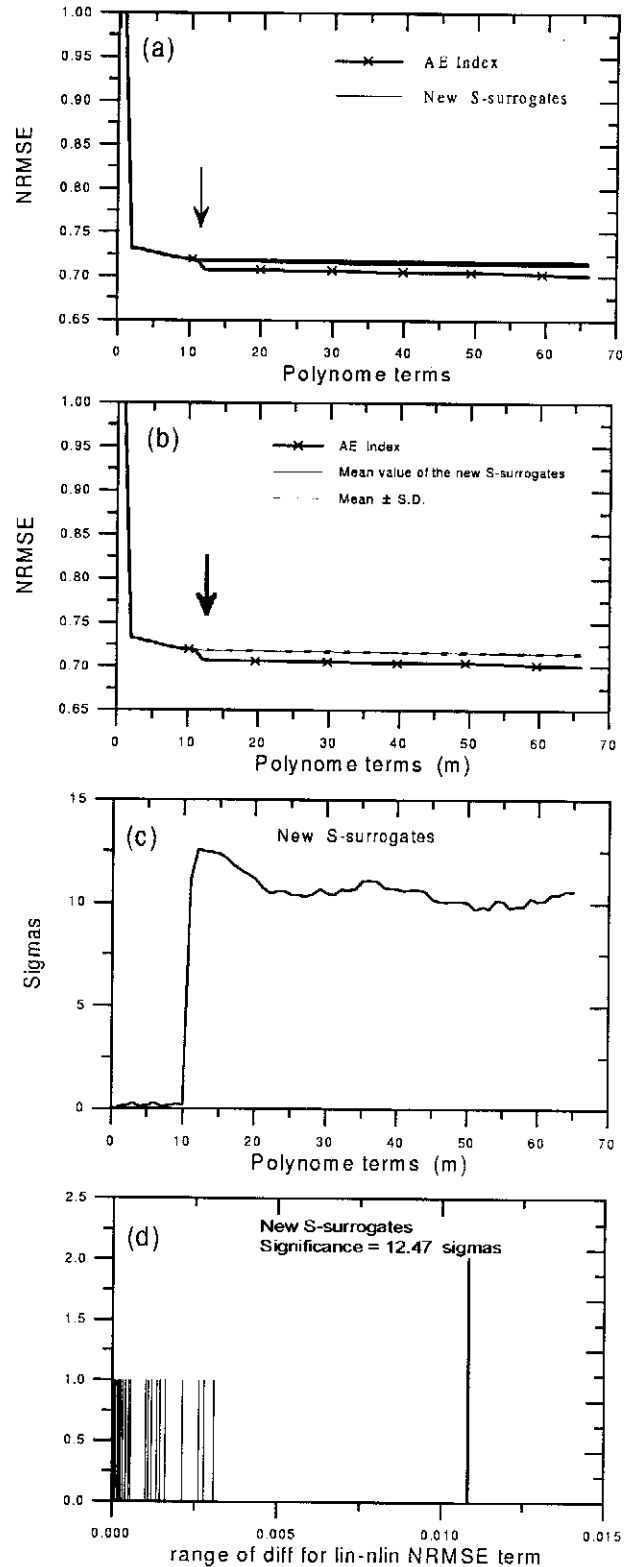 (a)
AE Index
New S-surrogates
NRMSE
1.00
0.95
0.90
0.85
0.80
0.75
0.70
0.65
0 10 20 30 40 50 60 70
Polynome terms
(b)
AE Index
Mean value of the new S-surrogates
Mean ± S.D.
NRMSE
1.00
0.95
0.90
0.85
0.80
0.75
0.70
0.65
0 10 20 30 40 50 60 70
Polynome terms (m)
(c)
New S-surrogates
Sigmas
15
10
5
0
0 10 20 30 40 50 60 70
Polynome terms (m)
(d)
New S-surrogates
Significance = 12.47 sigmas
2.5
2.0
1.5
1.0
0.5
0.0
0.000 0.005 0.010 0.015
range of diff for lin-nlin NRMSE term